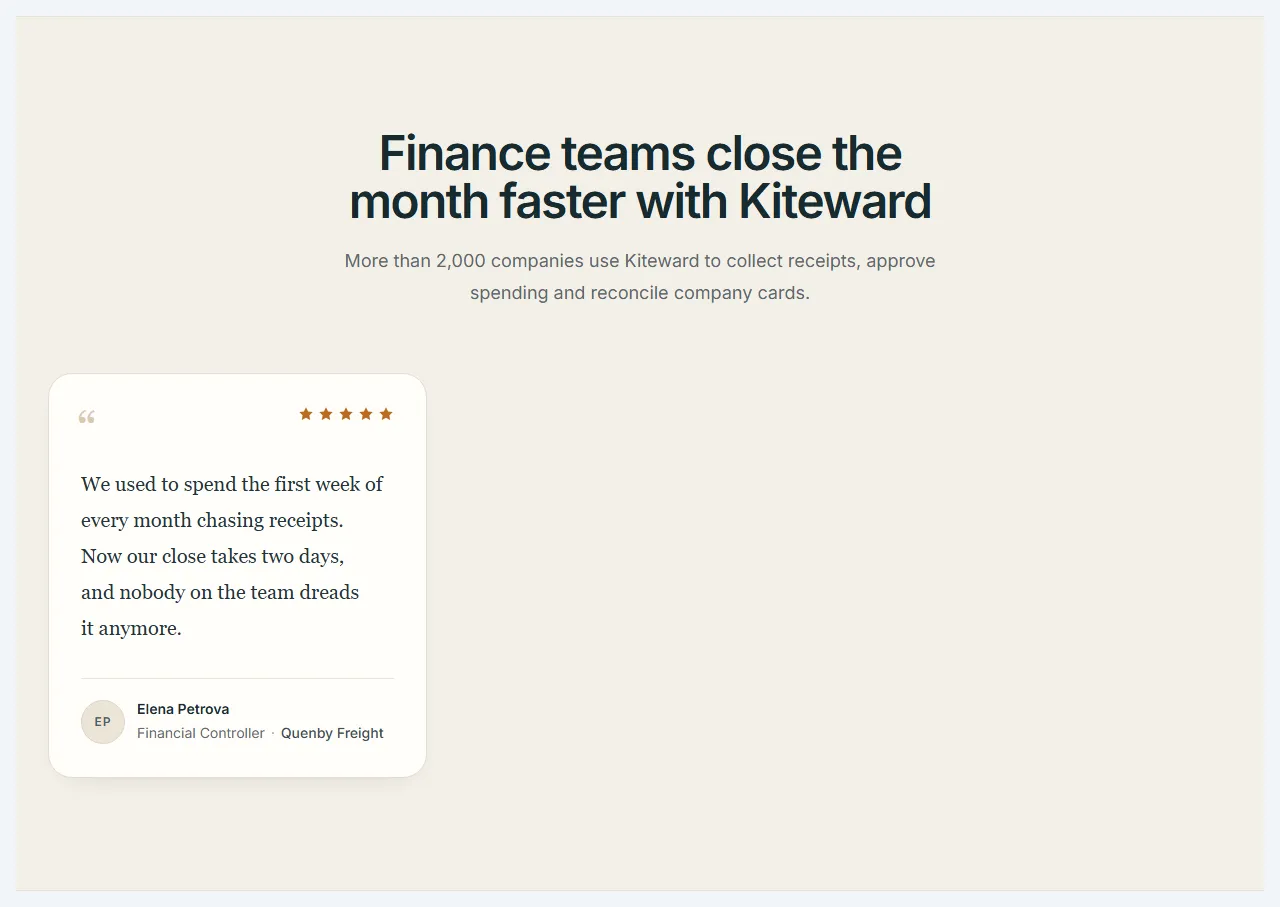 Finance teams close the
month faster with Kiteward
More than 2,000 companies use Kiteward to collect receipts, approve
spending and reconcile company cards.
“
We used to spend the first week of
every month chasing receipts.
Now our close takes two days,
and nobody on the team dreads
it anymore.
EP
Elena Petrova
Financial Controller · Quenby Freight